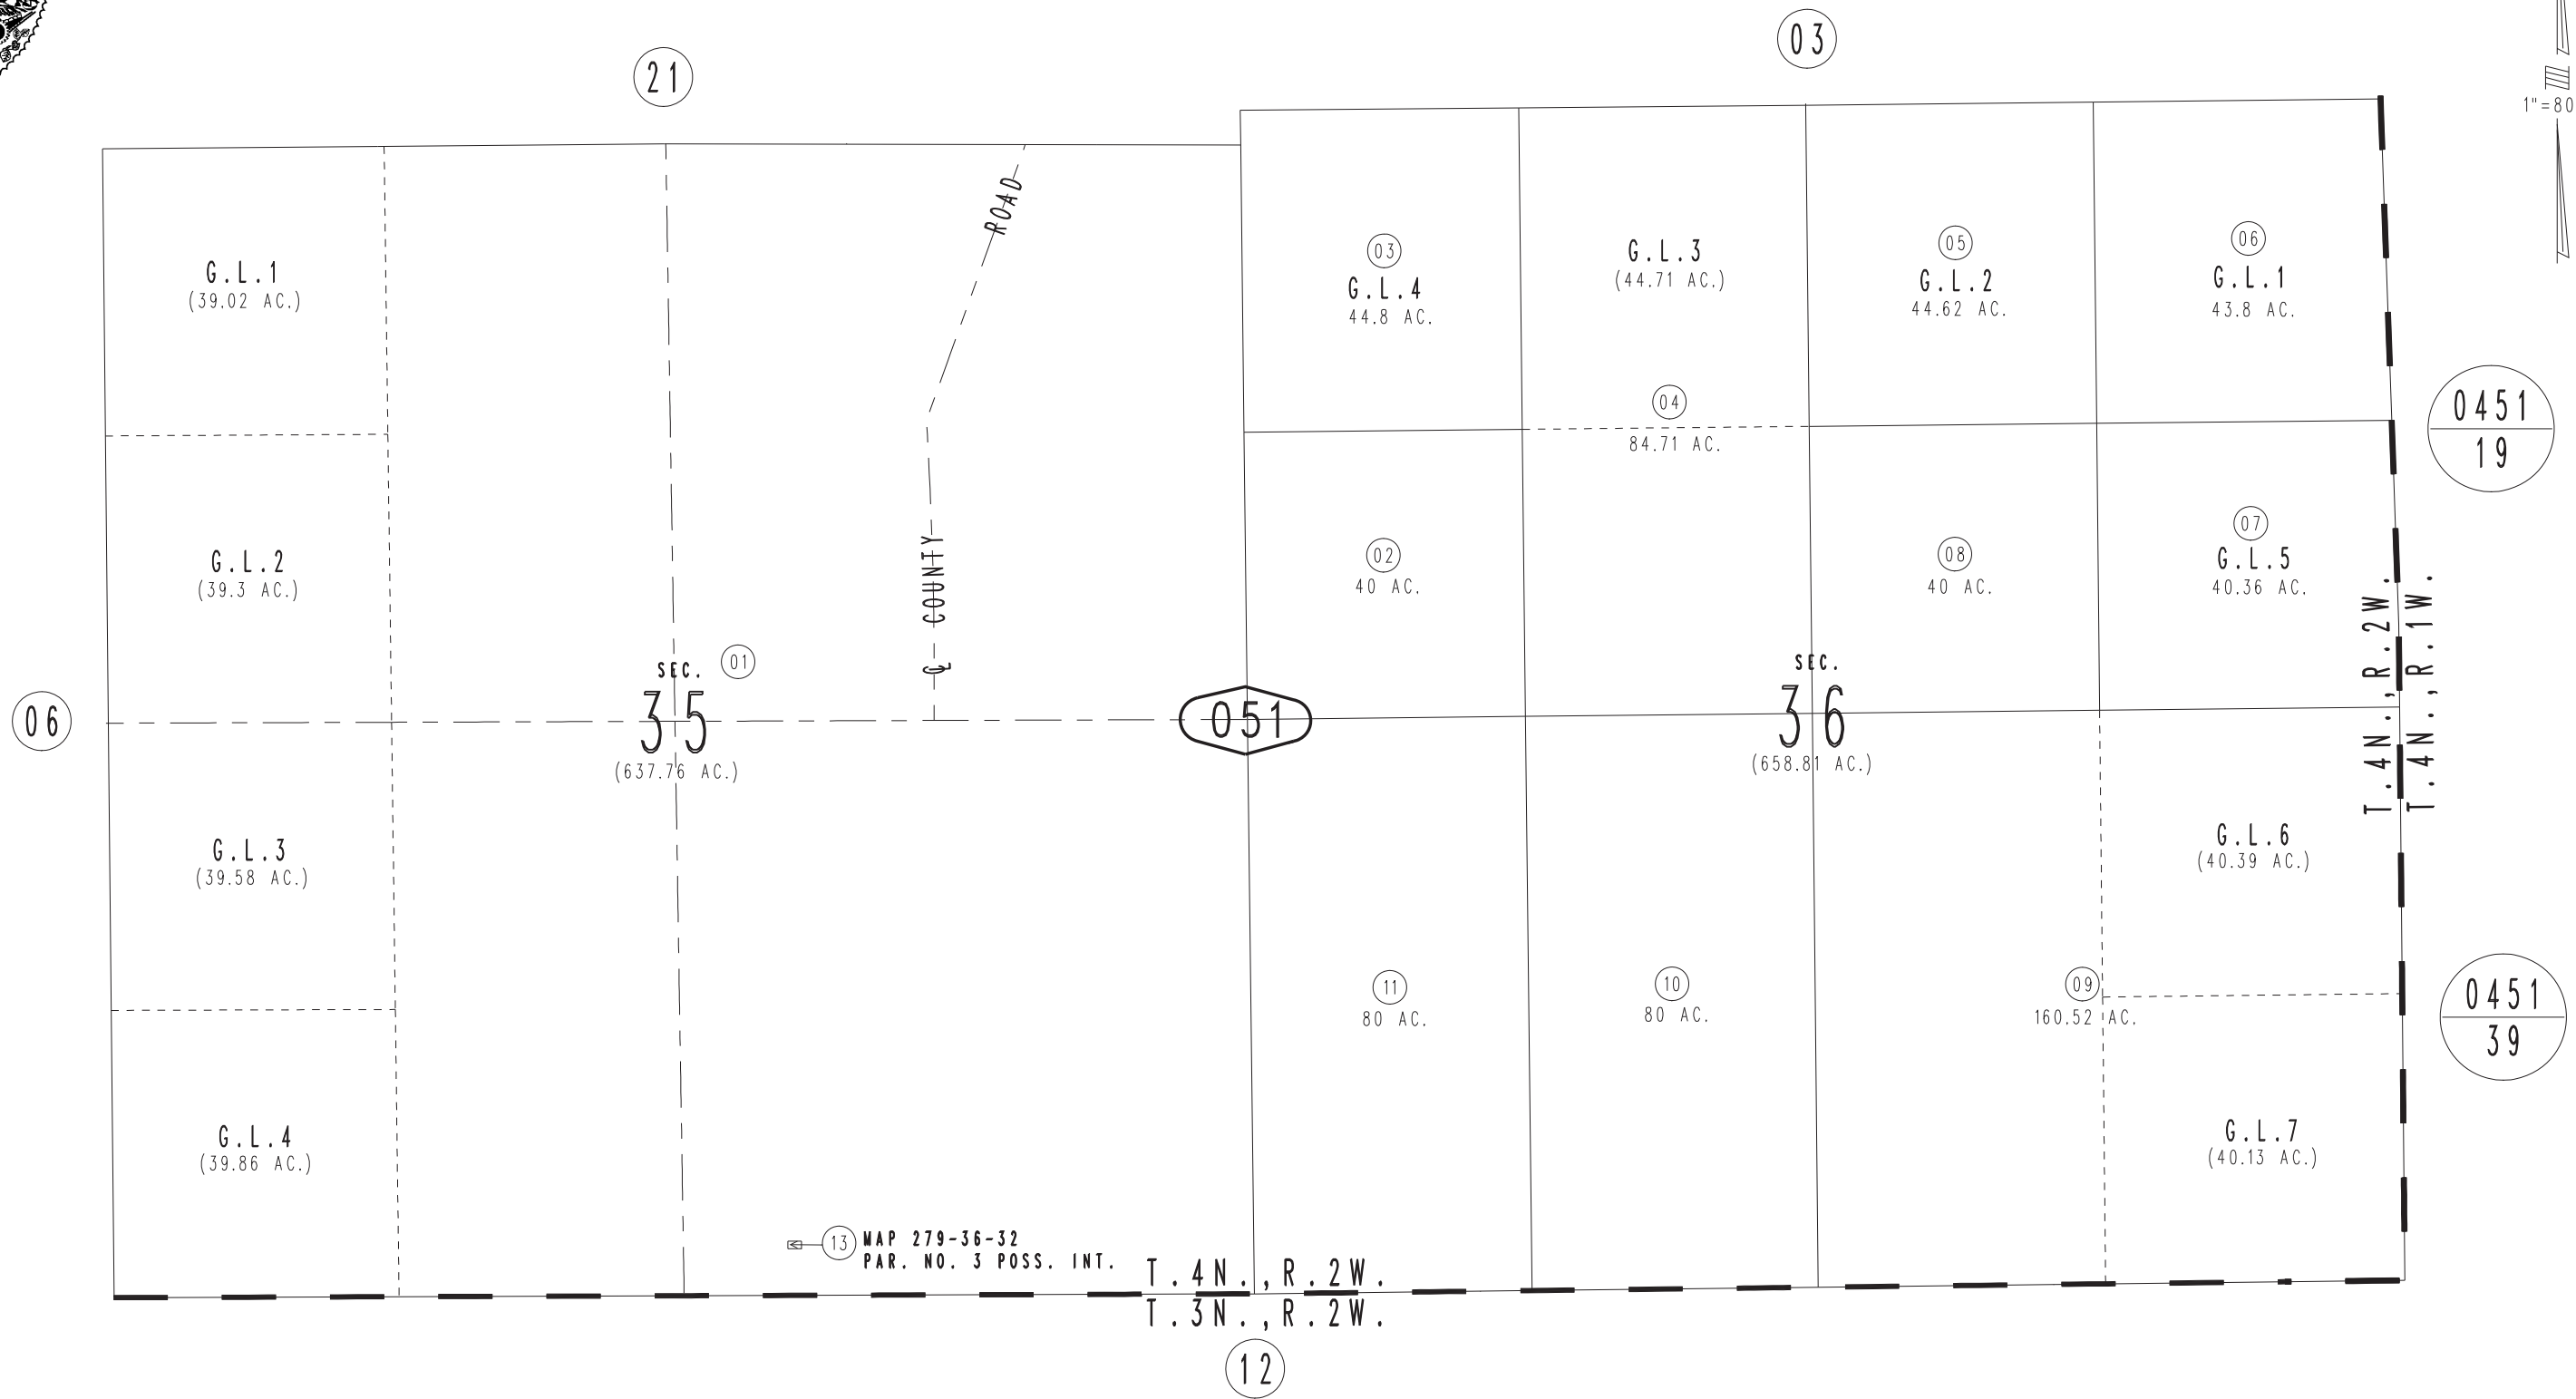 21
03
1"=80
ROAD
G.L.1
(39.02 AC.)
03
G.L.4
44.8 AC.
G.L.3
(44.71 AC.)
05
G.L.2
44.62 AC.
06
G.L.1
43.8 AC.
04
84.71 AC.
0451
19
G.L.2
(39.3 AC.)
℄ COUNTY
02
40 AC.
08
40 AC.
07
G.L.5
40.36 AC.
T.4N.,R.2W.
T.4N.,R.1W.
06
SEC.
01
35
(637.76 AC.)
051
SEC.
36
(658.81 AC.)
G.L.3
(39.58 AC.)
G.L.6
(40.39 AC.)
11
80 AC.
10
80 AC.
09
160.52 AC.
0451
39
G.L.4
(39.86 AC.)
G.L.7
(40.13 AC.)
13
MAP 279-36-32
PAR. NO. 3 POSS. INT.
T.4N.,R.2W.
T.3N.,R.2W.
12